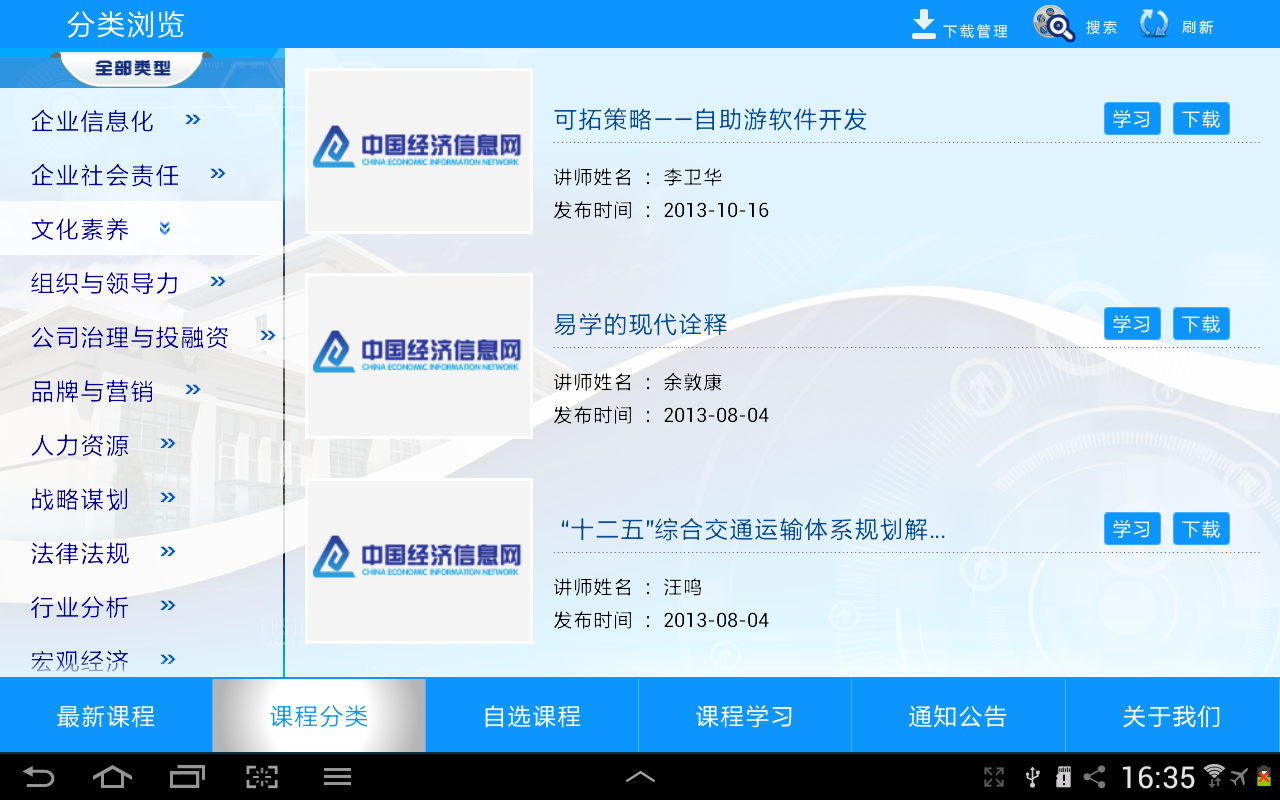 分类浏览
下载管理
搜索
刷新
全部类型
企业信息化
企业社会责任
文化素养
组织与领导力
公司治理与投融资
品牌与营销
人力资源
战略谋划
法律法规
行业分析
宏观经济
中国经济信息网
CHINA ECONOMIC INFORMATION NETWORK
可拓策略——自助游软件开发
学习
下载
讲师姓名 : 李卫华
发布时间 : 2013-10-16
中国经济信息网
CHINA ECONOMIC INFORMATION NETWORK
易学的现代诠释
学习
下载
讲师姓名 : 余敦康
发布时间 : 2013-08-04
中国经济信息网
CHINA ECONOMIC INFORMATION NETWORK
“十二五”综合交通运输体系规划解...
学习
下载
讲师姓名 : 汪鸣
发布时间 : 2013-08-04
最新课程
课程分类
自选课程
课程学习
通知公告
关于我们
16:35